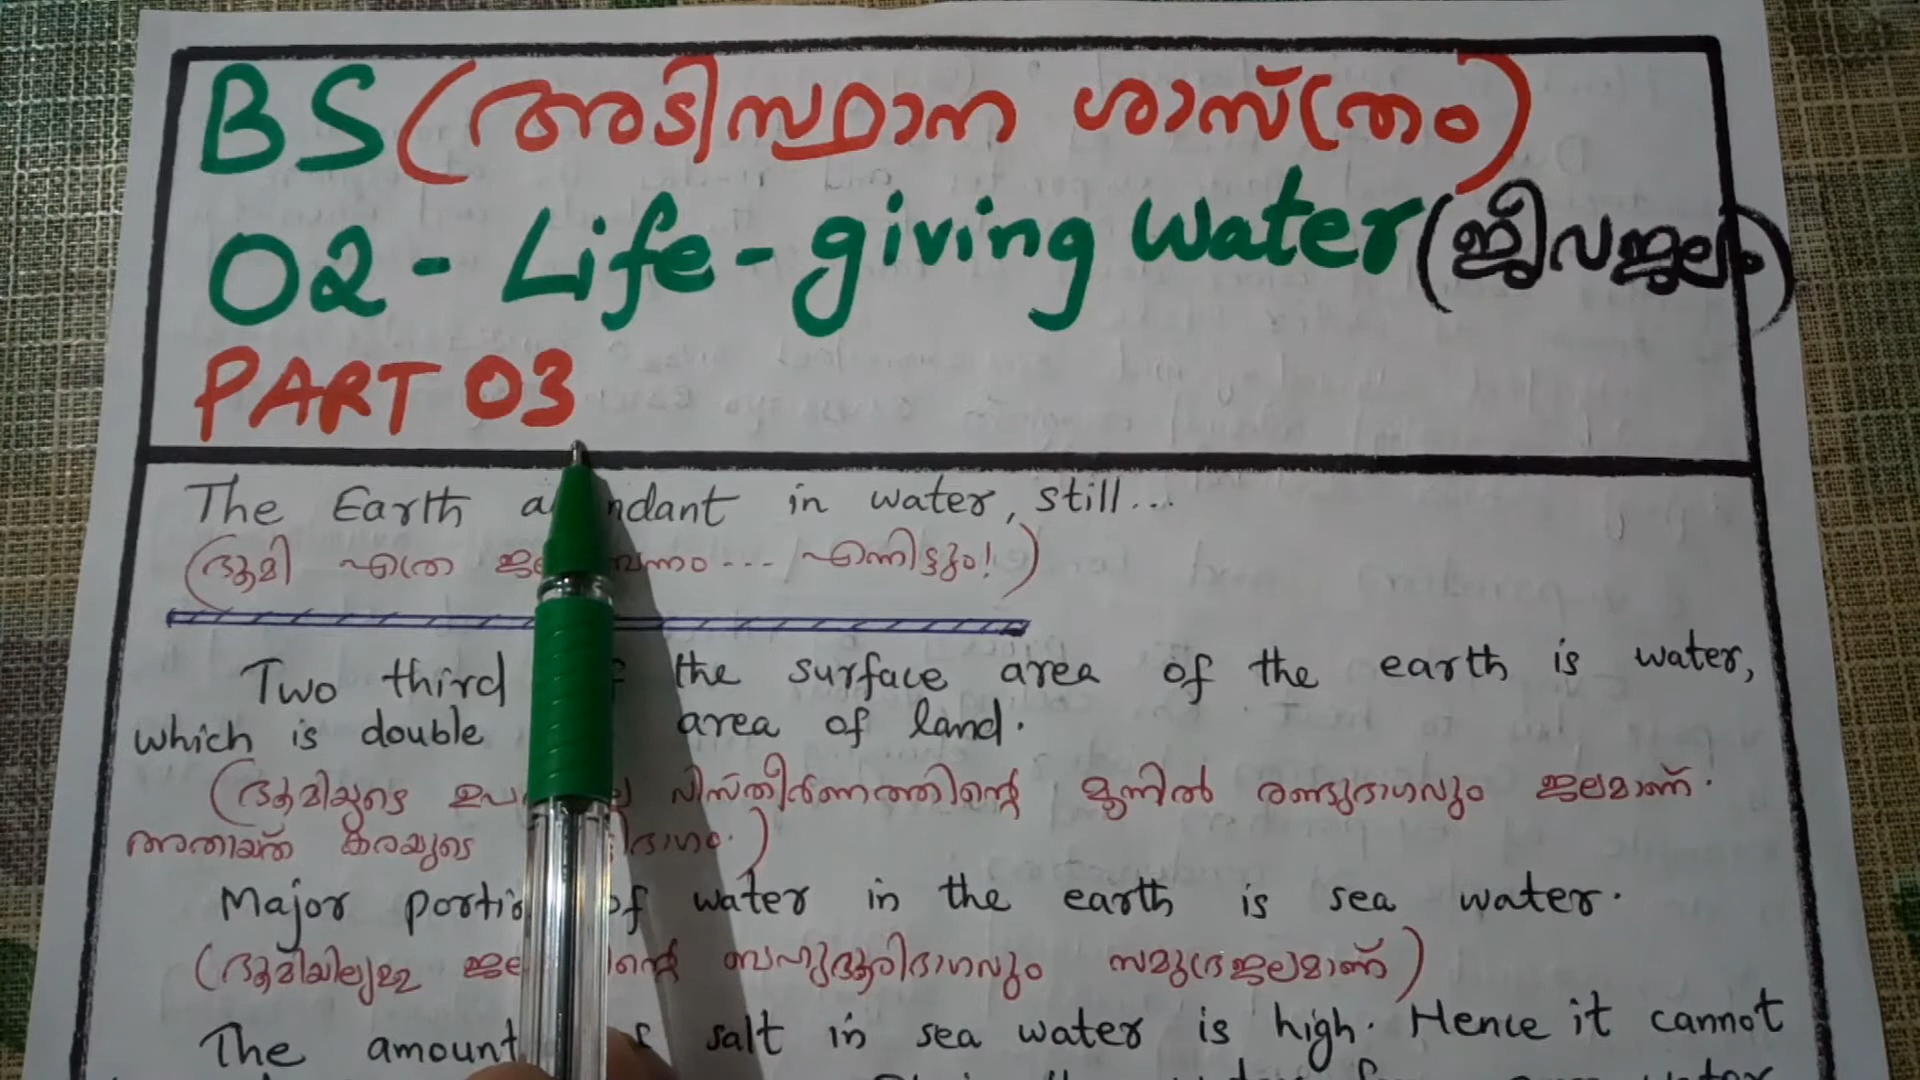 BS (അടിസ്ഥാന ശാസ്ത്രം)
02 - Life-giving water (ജീവജലം)
PART 03
The Earth in water, still...
(ഭൂമി എത്ര എന്നിട്ടും!)
Two third the surface area of the earth is water,
which is double area of land.
(ഭൂമിയുടെ വിസ്തീർണത്തിന്റെ മൂന്നിൽ രണ്ടുഭാഗവും ജലമാണ്.
അതായത് കരയുടെ
Major of water in the earth is sea water.
(ഭൂമിയിലുള്ള ബഹുഭൂരിഭാഗവും സമുദ്രജലമാണ്)
The amount salt in sea water is high. Hence it cannot